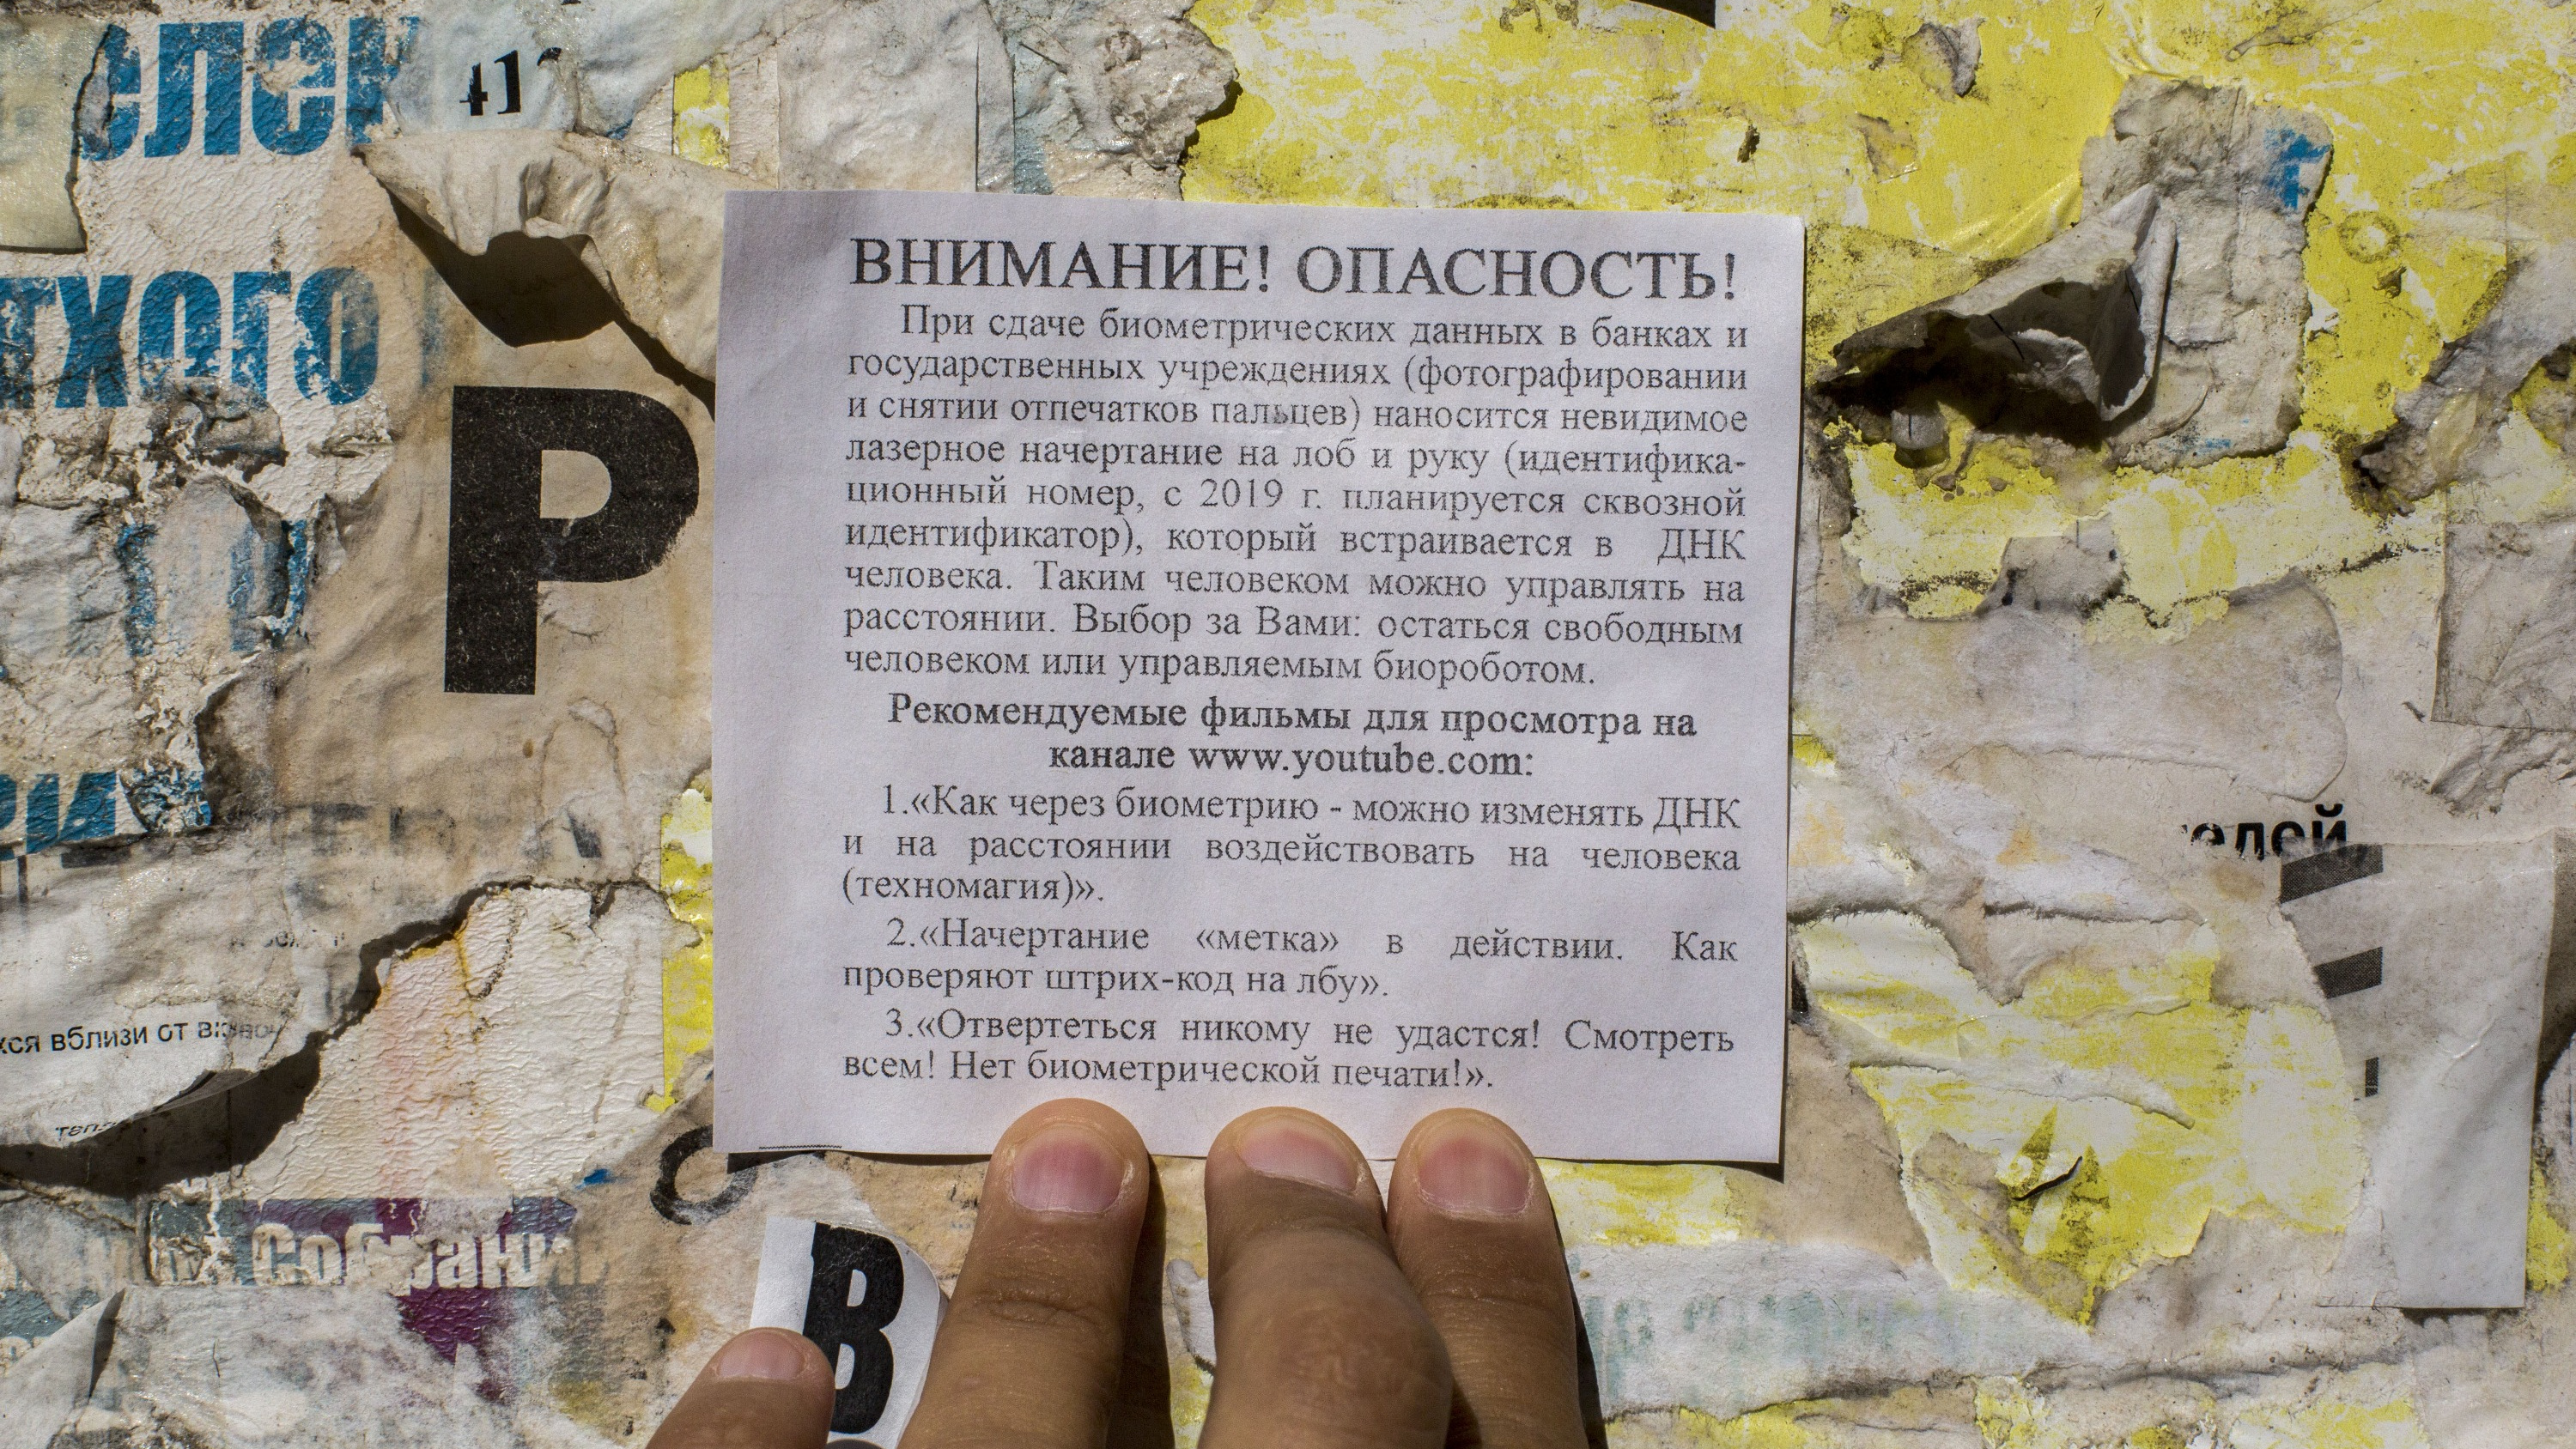 41
ТХОГО
Р
ВНИМАНИЕ! ОПАСНОСТЬ!
При сдаче биометрических данных в банках и
государственных учреждениях (фотографировании
и снятии отпечатков пальцев) наносится невидимое
лазерное начертание на лоб и руку (идентифика-
ционный номер, с 2019 г. планируется сквозной
идентификатор), который встраивается в ДНК
человека. Таким человеком можно управлять на
расстоянии. Выбор за Вами: остаться свободным
человеком или управляемым биороботом.
Рекомендуемые фильмы для просмотра на
канале www.youtube.com:
1.«Как через биометрию - можно изменять ДНК
и на расстоянии воздействовать на человека
(техномагия)».
2.«Начертание «метка» в действии. Как
проверяют штрих-код на лбу».
3.«Отвертеться никому не удастся! Смотреть
всем! Нет биометрической печати!».
вблизи от
В